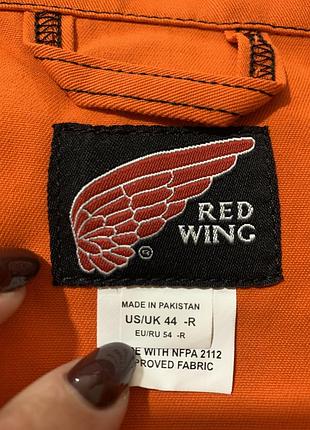 RED
WING
®
MADE IN PAKISTAN
US/UK 44 -R
EU/RU 54 -R
WITH NFPA 2112
FABRIC